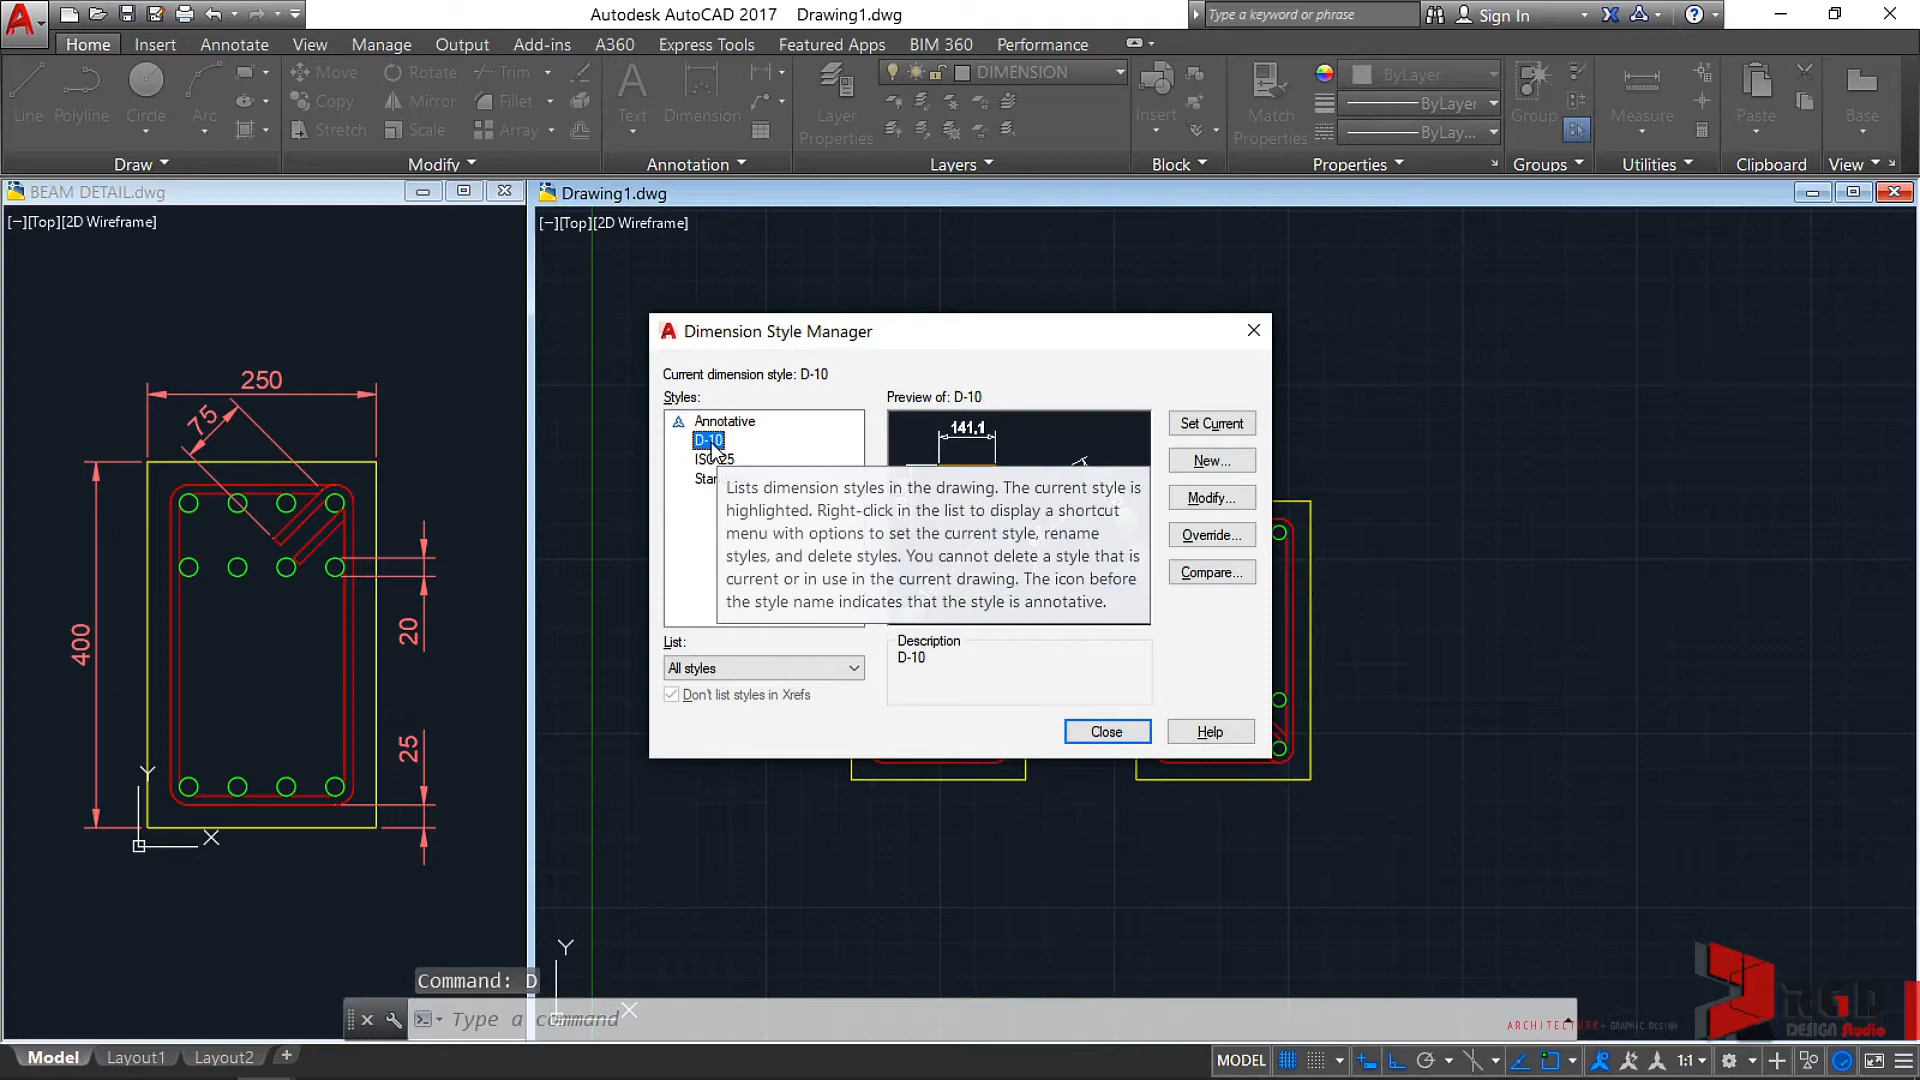 Autodesk AutoCAD 2017 Drawing1.dwg
Type a keyword or phrase
Sign In
Home Insert Annotate View Manage Output Add-ins A360 Express Tools Featured Apps BIM 360 Performance
Line Polyline Circle Arc
Move Rotate Trim
Copy Mirror Fillet
Stretch Scale Array
Text Dimension
Layer Properties
DIMENSION
Insert
Match Properties
ByLayer
ByLayer
ByLay...
Group
Measure
Paste
Base
Draw Modify Annotation Layers Block Properties Groups Utilities Clipboard View
BEAM DETAIL.dwg
Drawing1.dwg
[−][Top][2D Wireframe]
[−][Top][2D Wireframe]
250
75
400
20
25
Y
X
Dimension Style Manager
Current dimension style: D-10
Styles:
Preview of: D-10
Annotative
D-10
141,1
Set Current
New...
Modify...
Override...
Compare...
Lists dimension styles in the drawing. The current style is
highlighted. Right-click in the list to display a shortcut
menu with options to set the current style, rename
styles, and delete styles. You cannot delete a style that is
current or in use in the current drawing. The icon before
the style name indicates that the style is annotative.
List:
All styles
Don't list styles in Xrefs
Description
D-10
Close
Help
Y
X
Command: D
Type a command
RGD
DESIGN Studio
ARCHITECTURE + GRAPHIC DESIGN
Model Layout1 Layout2
MODEL
1:1